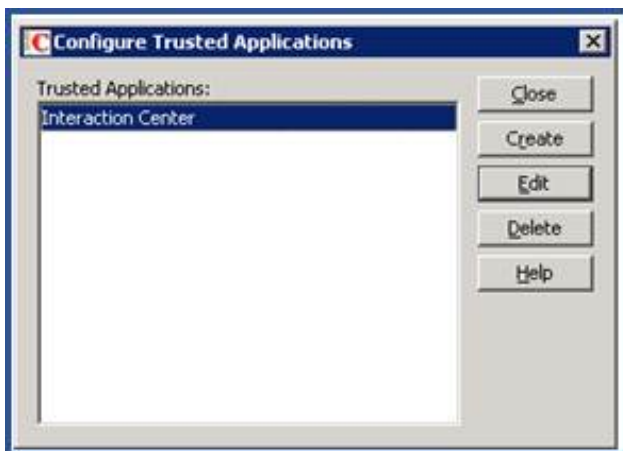 C Configure Trusted Applications
Trusted Applications:
Interaction Center
Close
Create
Edit
Delete
Help